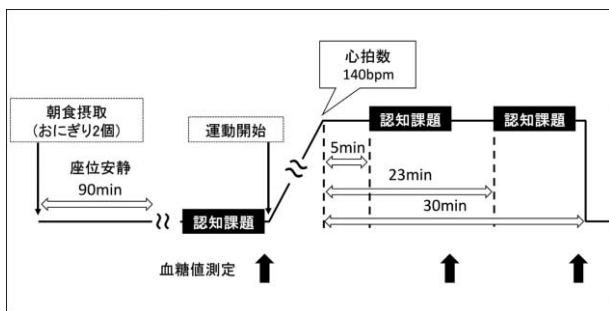 心拍数
140bpm
朝食摂取
(おにぎり2個)
運動開始
認知課題
認知課題
座位安静
90min
5min
23min
30min
認知課題
血糖値測定